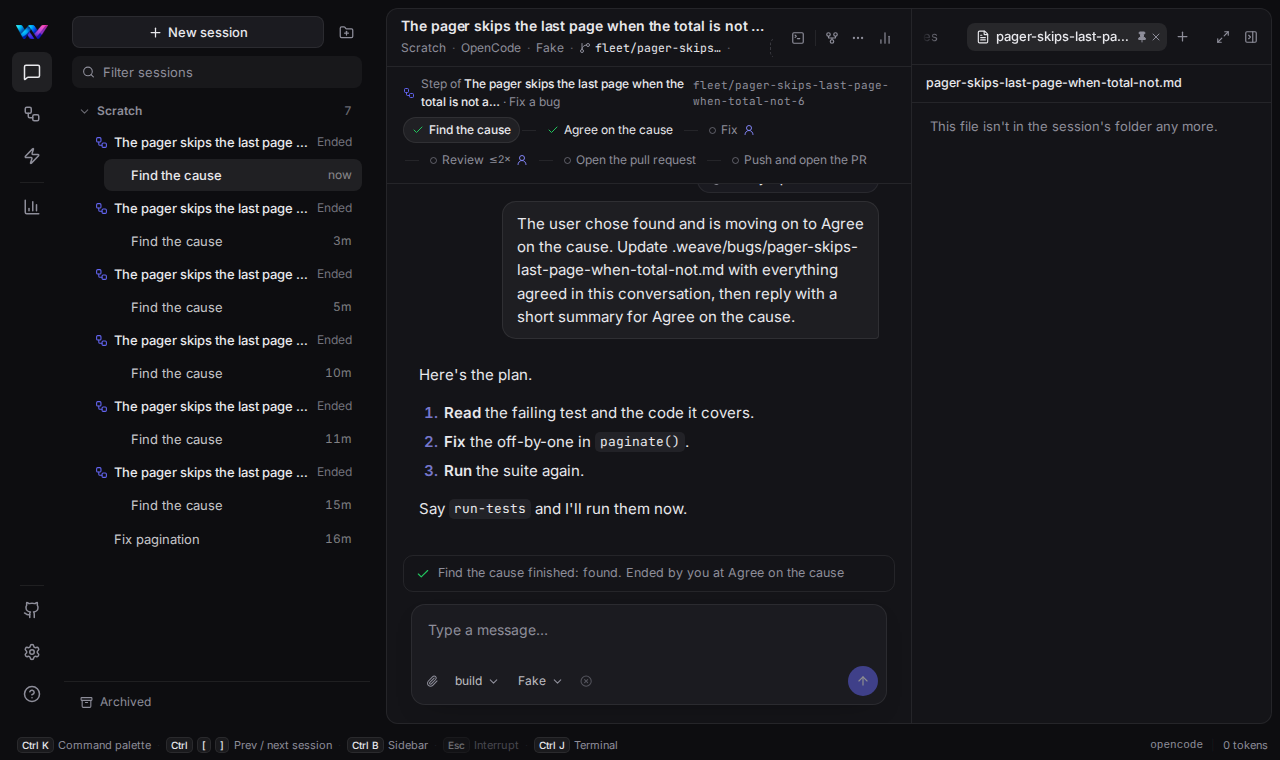 New session
Filter sessions
Scratch 7
The pager skips the last page ... Ended
Find the cause now
The pager skips the last page ... Ended
Find the cause 3m
The pager skips the last page ... Ended
Find the cause 5m
The pager skips the last page ... Ended
Find the cause 10m
The pager skips the last page ... Ended
Find the cause 11m
The pager skips the last page ... Ended
Find the cause 15m
Fix pagination 16m
Archived
The pager skips the last page when the total is not ...
Scratch · OpenCode · Fake · fleet/pager-skips… ·
Step of The pager skips the last page when the
total is not a... · Fix a bug
fleet/pager-skips-last-page-
when-total-not-6
Find the cause Agree on the cause Fix
Review ≤2× Open the pull request Push and open the PR
The user chose found and is moving on to Agree
on the cause. Update .weave/bugs/pager-skips-
last-page-when-total-not.md with everything
agreed in this conversation, then reply with a
short summary for Agree on the cause.
Here's the plan.
1. Read the failing test and the code it covers.
2. Fix the off-by-one in paginate().
3. Run the suite again.
Say run-tests and I'll run them now.
Find the cause finished: found. Ended by you at Agree on the cause
Type a message...
build Fake
es pager-skips-last-pa...
pager-skips-last-page-when-total-not.md
This file isn't in the session's folder any more.
Ctrl K Command palette Ctrl [ ] Prev / next session Ctrl B Sidebar Esc Interrupt Ctrl J Terminal
opencode 0 tokens